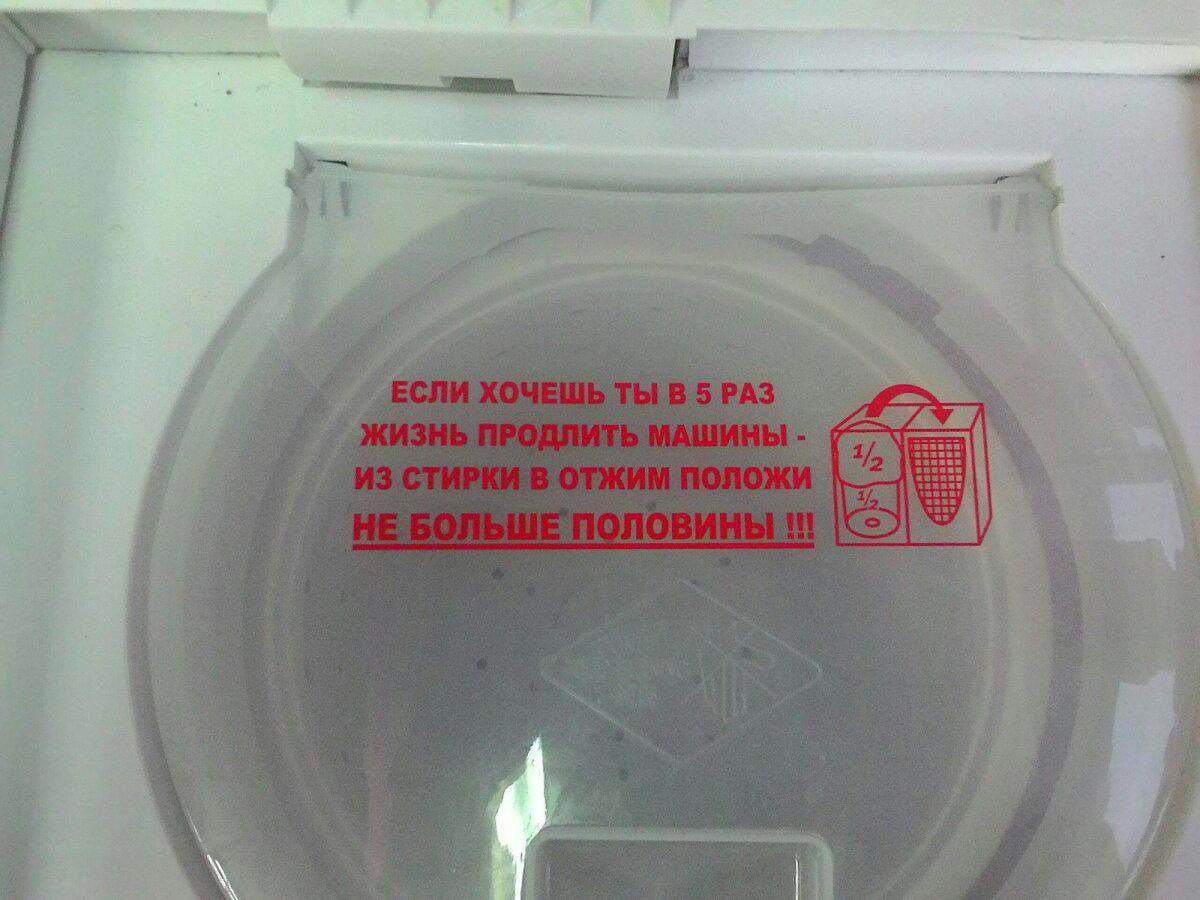 ЕСЛИ ХОЧЕШЬ ТЫ В 5 РАЗ
ЖИЗНЬ ПРОДЛИТЬ МАШИНЫ -
ИЗ СТИРКИ В ОТЖИМ ПОЛОЖИ
НЕ БОЛЬШЕ ПОЛОВИНЫ !!!
1/2
1/2